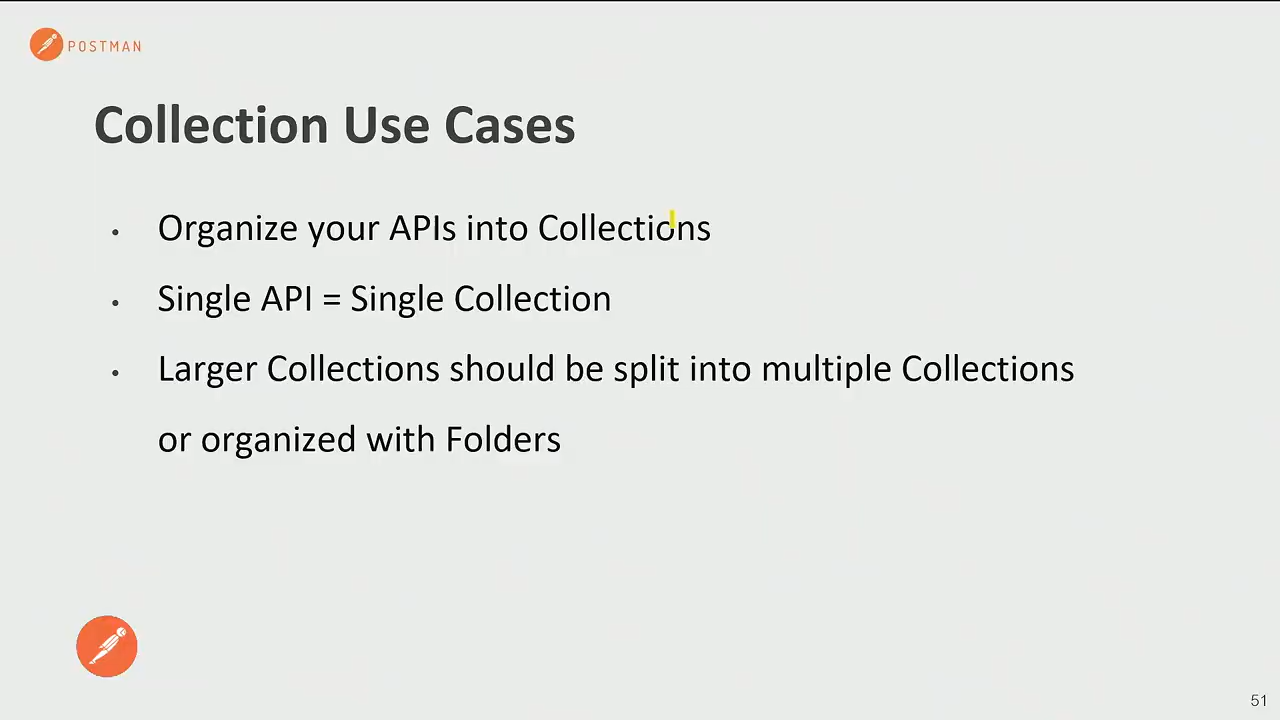 POSTMAN
Collection Use Cases
• Organize your APIs into Collections
• Single API = Single Collection
• Larger Collections should be split into multiple Collections
or organized with Folders
51